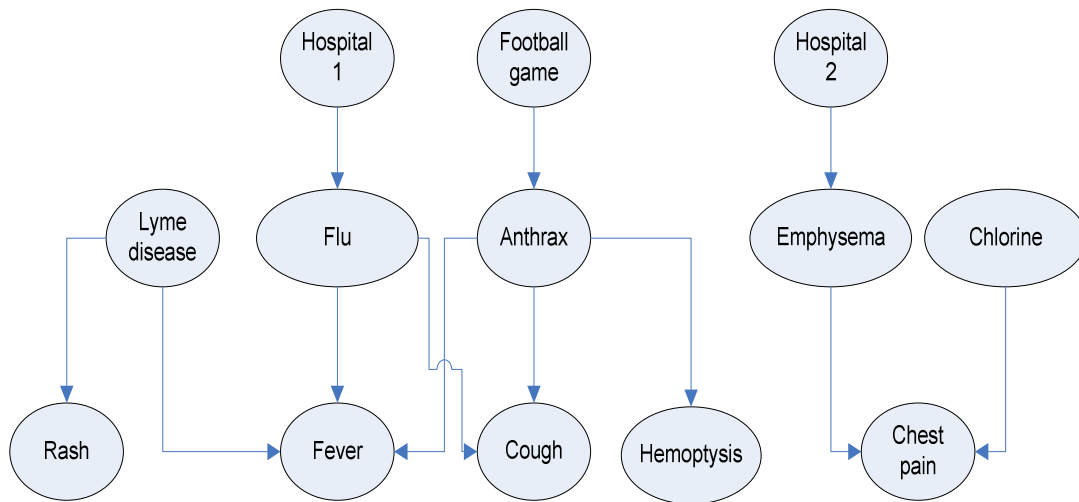 Hospital
1
Football
game
Hospital
2
Lyme
disease
Flu
Anthrax
Emphysema
Chlorine
Rash
Fever
Cough
Hemoptysis
Chest
pain